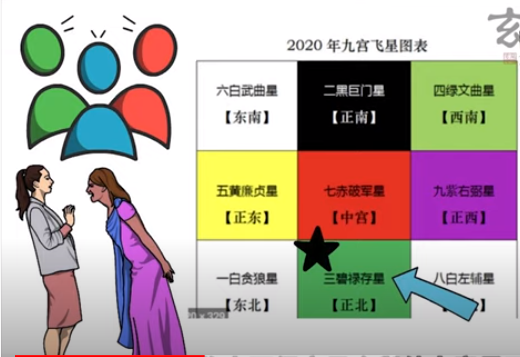 玄
2020 年九宫飞星图表
六白武曲星
【东南】
二黑巨门星
【正南】
四绿文曲星
【西南】
五黄廉贞星
【正东】
七赤破军星
【中宫】
九紫右弼星
【正西】
一白贪狼星
【东北】
三碧禄存星
【正北】
八白左辅星